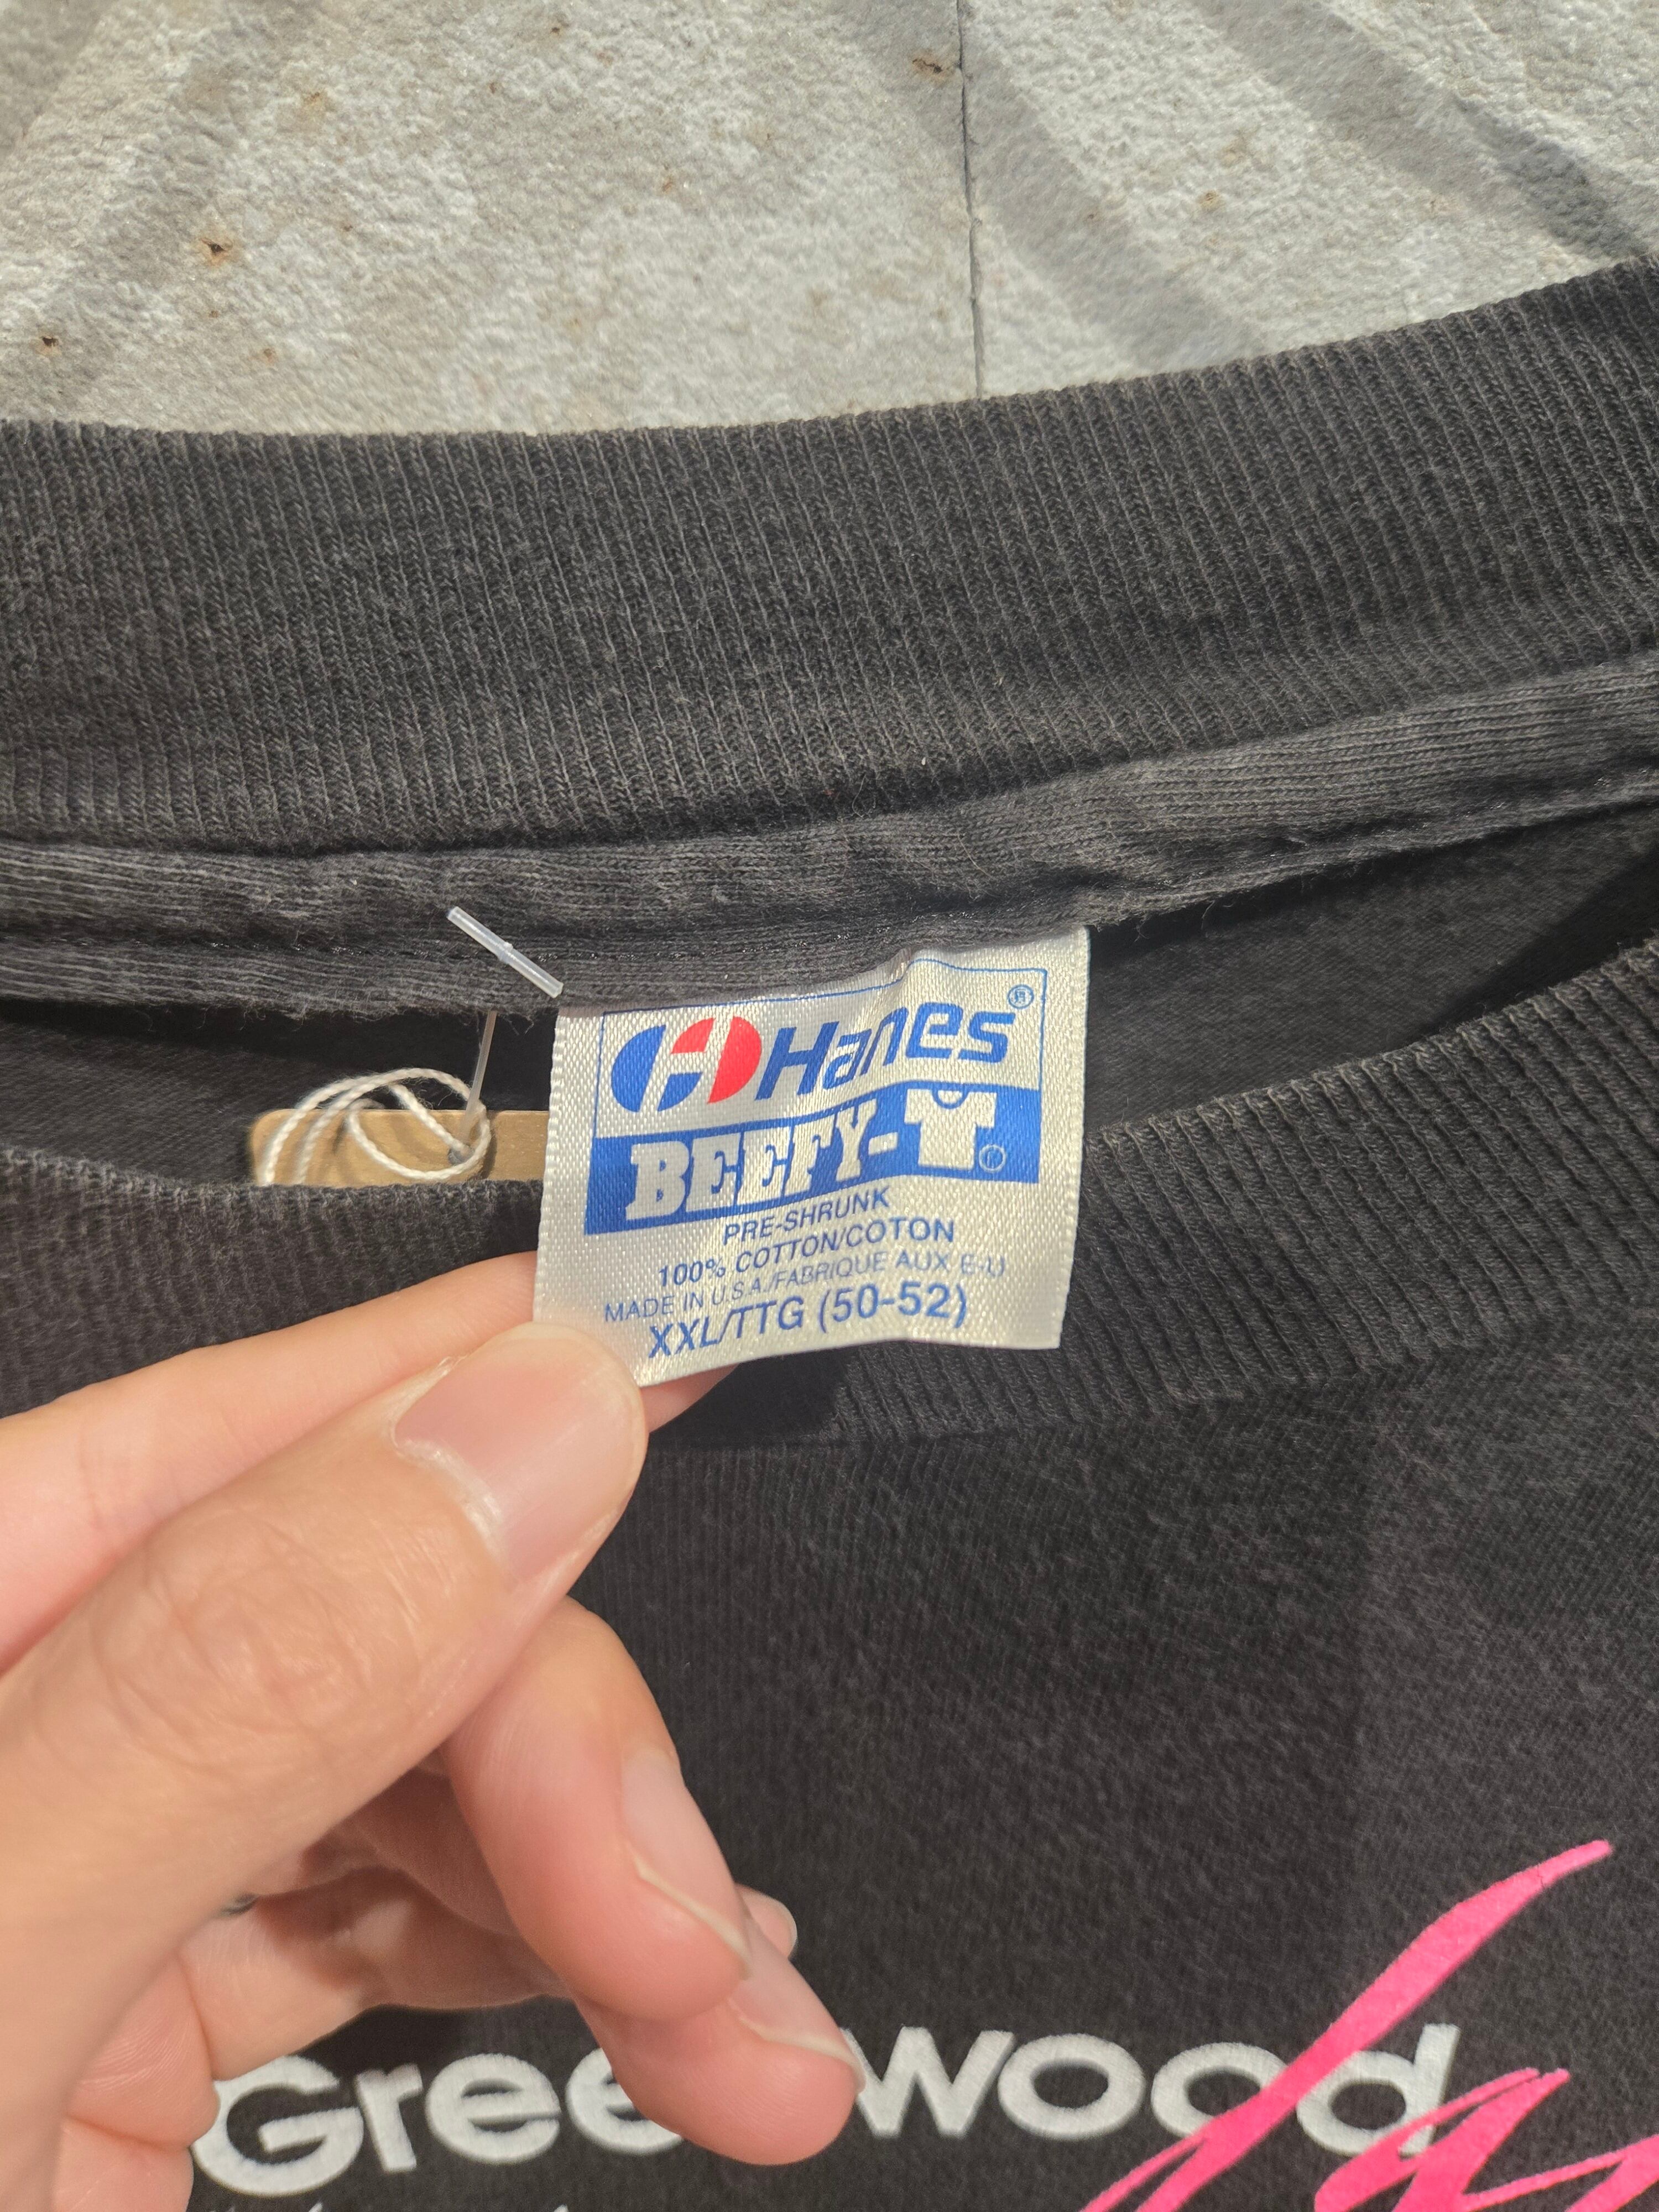 Hanes®
BEEFY-T®
PRE-SHRUNK
100% COTTON/COTON
MADE IN U.S.A./FABRIQUE AUX E-U
XXL/TTG (50-52)